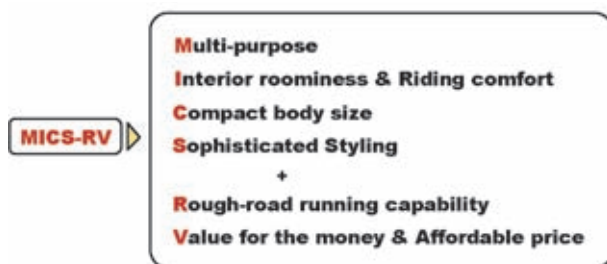 MICS-RV
Multi-purpose
Interior roominess & Riding comfort
Compact body size
Sophisticated Styling
+
Rough-road running capability
Value for the money & Affordable price